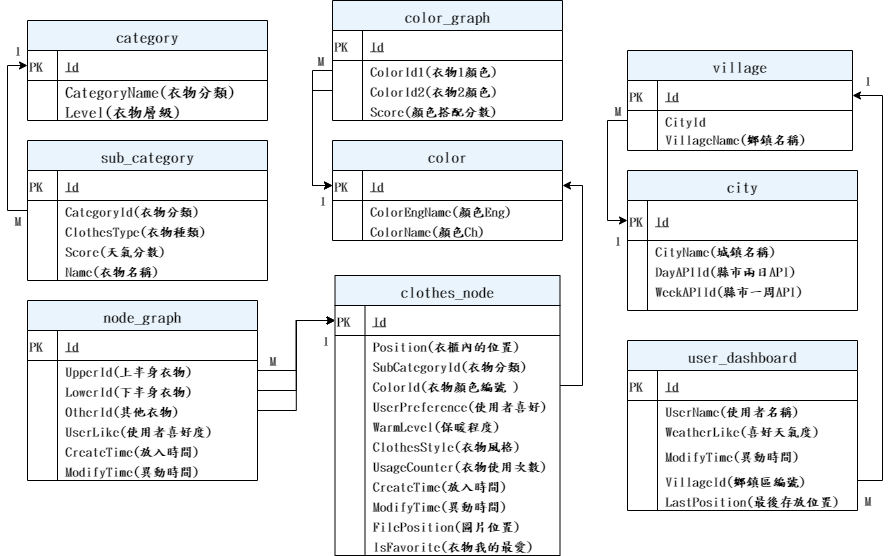 category
1
PK
Id
CategoryName(衣物分類)
Level(衣物層級)
sub_category
PK
Id
M
CategoryId(衣物分類)
ClothesType(衣物種類)
Score(天氣分數)
Name(衣物名稱)
node_graph
PK
Id
UpperId(上半身衣物)
M
LowerId(下半身衣物)
OtherId(其他衣物)
UserLike(使用者喜好度)
CreateTime(放入時間)
ModifyTime(異動時間)
color_graph
PK
Id
M
ColorId1(衣物1顏色)
ColorId2(衣物2顏色)
Score(顏色搭配分數)
color
PK
Id
1
ColorEngName(顏色Eng)
ColorName(顏色Ch)
clothes_node
PK
Id
1
Position(衣櫃內的位置)
SubCategoryId(衣物分類)
ColorId(衣物顏色編號 )
UserPreference(使用者喜好)
WarmLevel(保暖程度)
ClothesStyle(衣物風格)
UsageCounter(衣物使用次數)
CreateTime(放入時間)
ModifyTime(異動時間)
FilePosition(圖片位置)
IsFavorite(衣物我的最愛)
village
1
PK
Id
M
CityId
VillageName(鄉鎮名稱)
city
PK
Id
1
CityName(城鎮名稱)
DayAPIId(縣市兩日API)
WeekAPIId(縣市一周API)
user_dashboard
PK
Id
UserName(使用者名稱)
WeatherLike(喜好天氣度)
ModifyTime(異動時間)
VillageId(鄉鎮區編號)
LastPosition(最後存放位置)
M